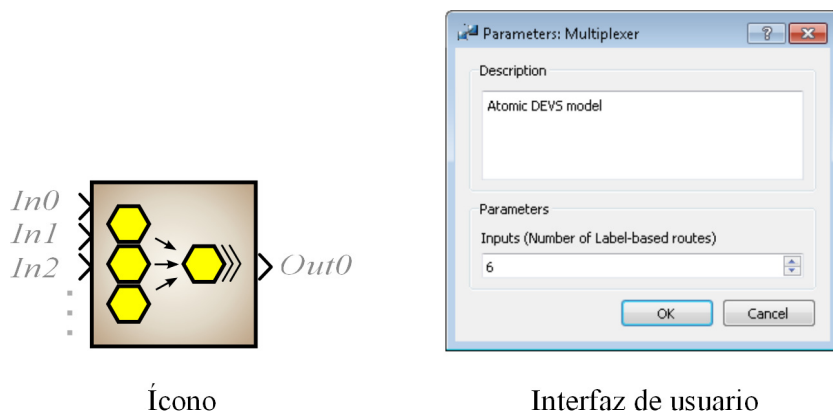 In0
In1
In2
Out0
Parameters: Multiplexer
Description
Atomic DEVS model
Parameters
Inputs (Number of Label-based routes)
6
OK
Cancel
Ícono
Interfaz de usuario